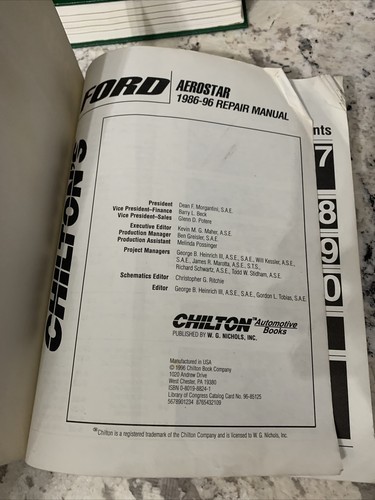 FORD
AEROSTAR
1986-96 REPAIR MANUAL
CHILTON'S
President Dean F. Morgantini, S.A.E.
Vice President–Finance Barry L. Beck
Vice President–Sales Glenn D. Potere
Executive Editor Kevin M. G. Maher, A.S.E.
Production Manager Ben Greisler, S.A.E.
Production Assistant Melinda Possinger
Project Managers George B. Heinrich III, A.S.E., S.A.E., Will Kessler, A.S.E.,
S.A.E., James R. Marotta, A.S.E., S.T.S.,
Richard Schwartz, A.S.E., Todd W. Stidham, A.S.E.
Schematics Editor Christopher G. Ritchie
Editor George B. Heinrich III, A.S.E., S.A.E., Gordon L. Tobias, S.A.E.
CHILTON™ Automotive
Books
PUBLISHED BY W. G. NICHOLS, INC.
Manufactured in USA
© 1996 Chilton Book Company
1020 Andrew Drive
West Chester, PA 19380
ISBN 0-8019-8824-1
Library of Congress Catalog Card No. 96-85125
5678901234 8765432109
®Chilton is a registered trademark of the Chilton Company and is licensed to W. G. Nichols, Inc.
nts
7
8
9
0